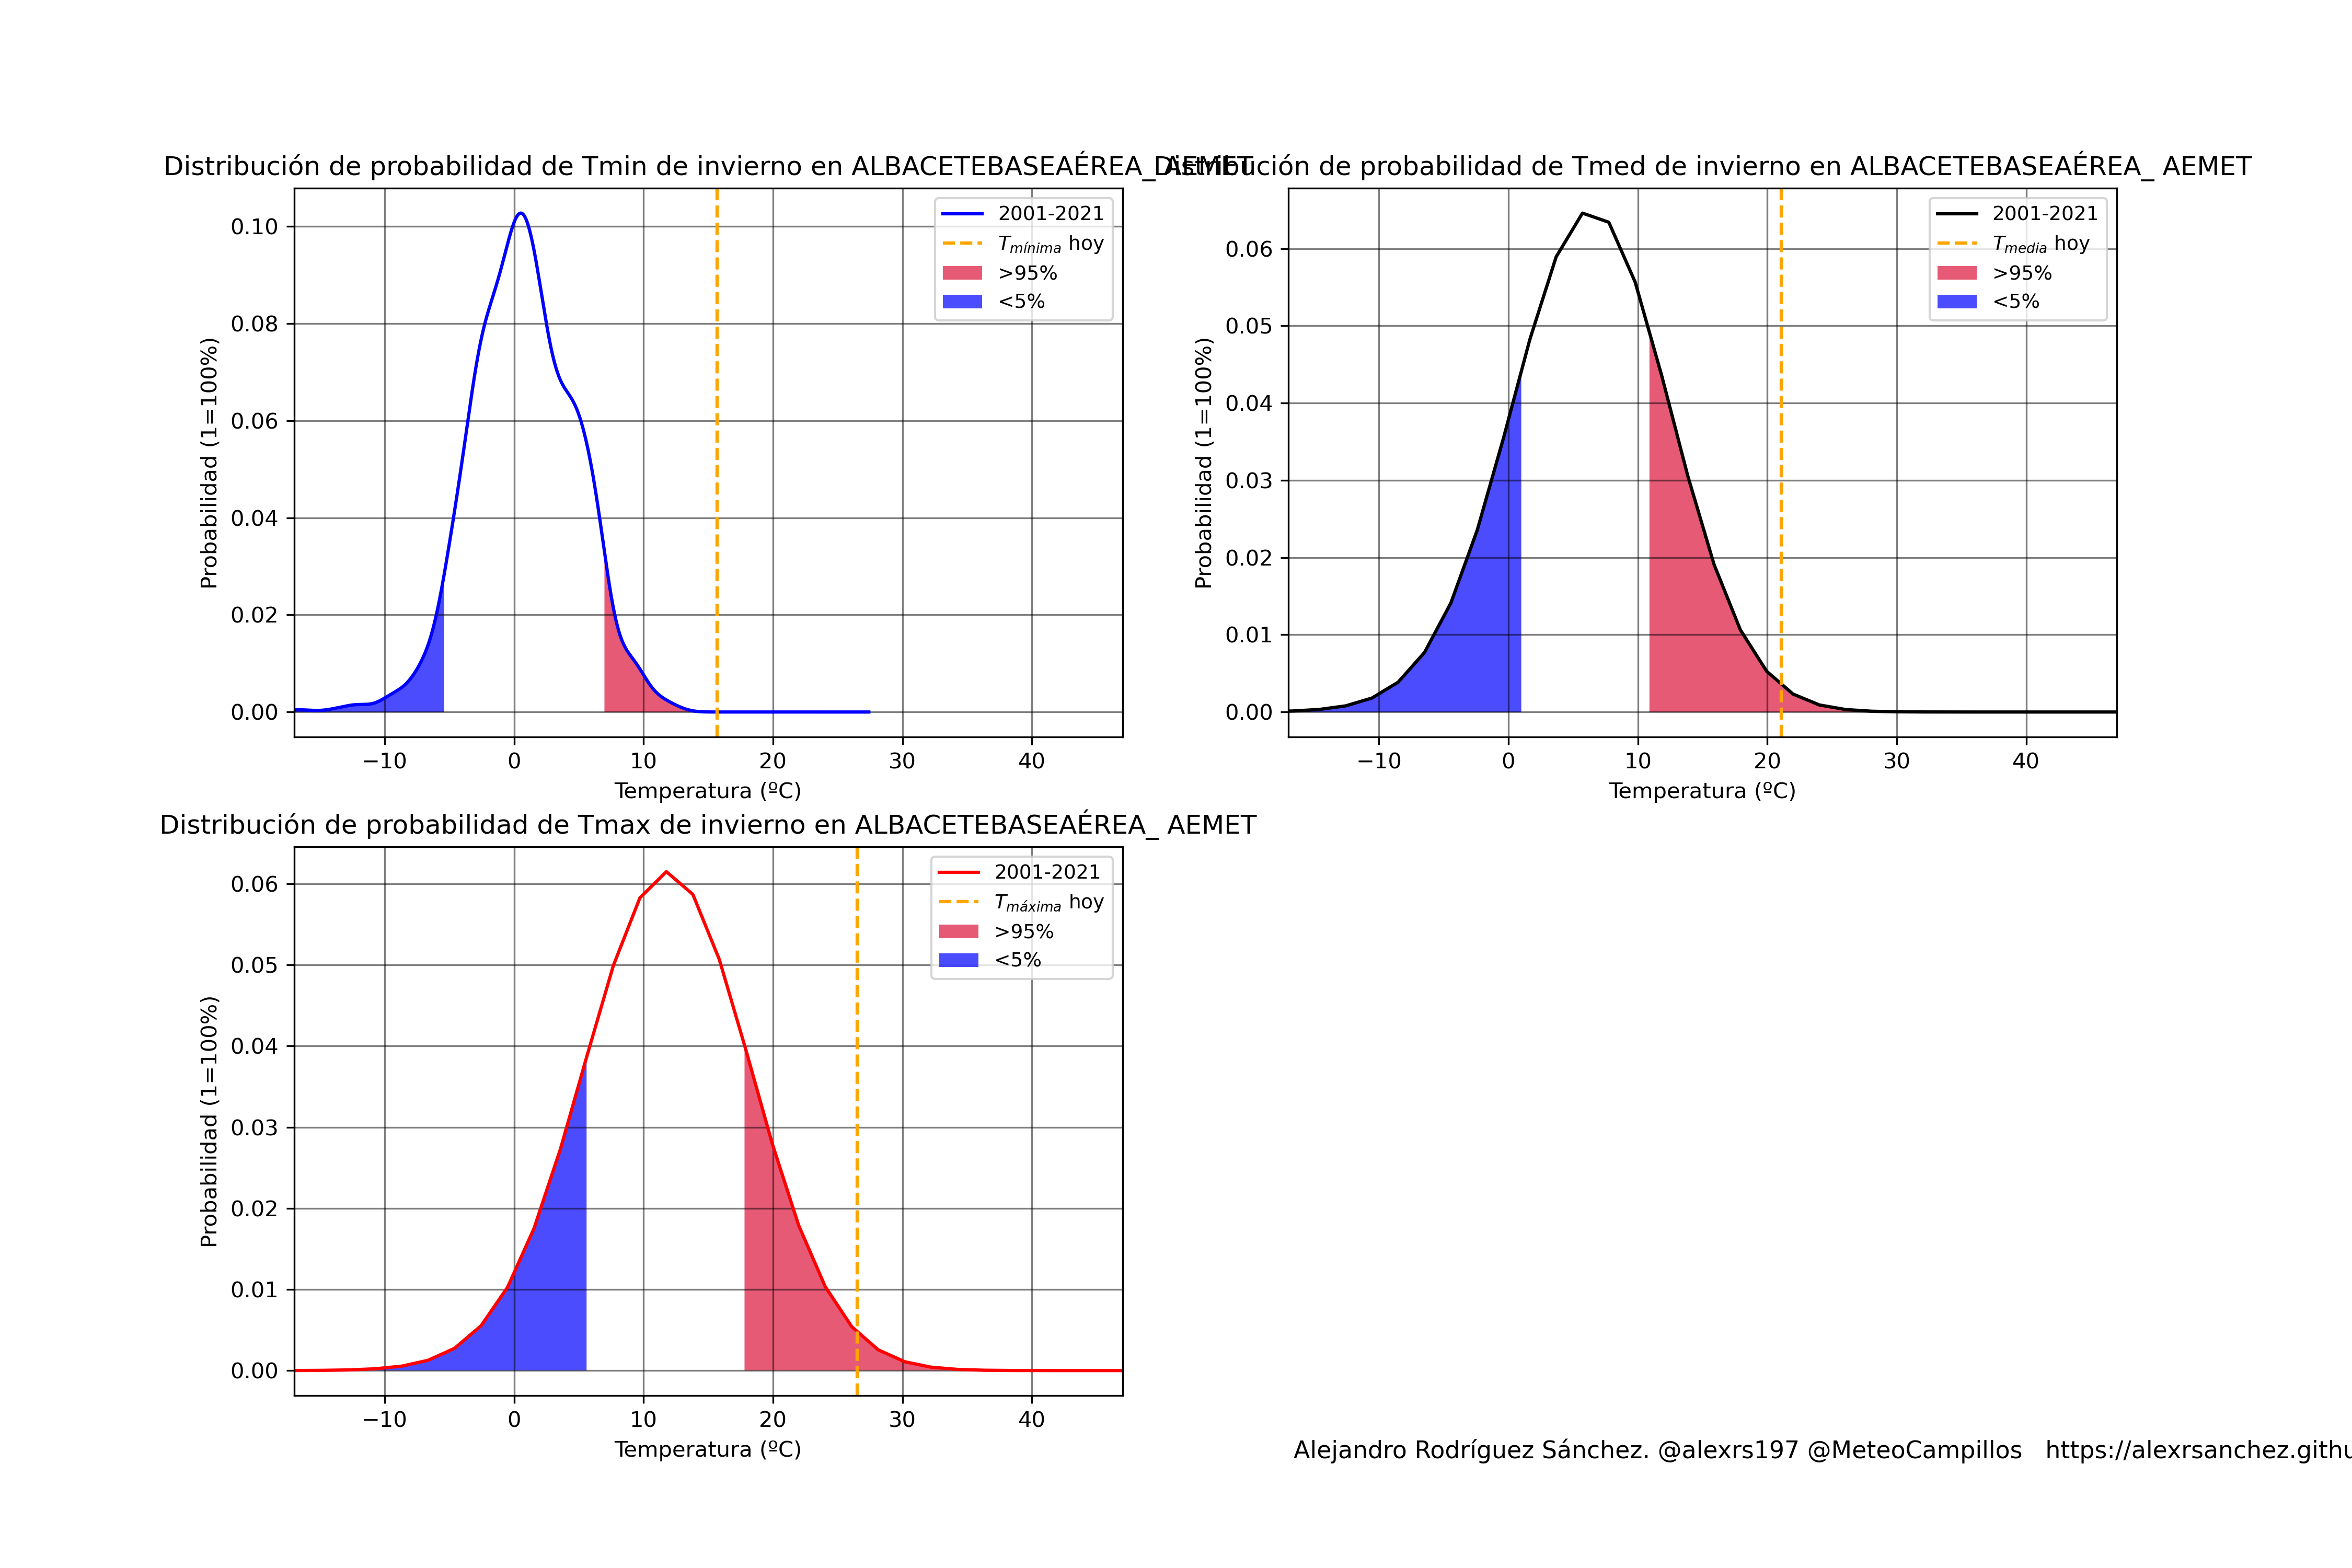 Distribución de probabilidad de Tmin de invierno en ALBACETEBASEAÉREA_ AEMET
0.10
0.08
0.06
0.04
0.02
0.00
Probabilidad (1=100%)
2001-2021
Tmínima hoy
>95%
<5%
−10 0 10 20 30 40
Temperatura (ºC)
Distribución de probabilidad de Tmed de invierno en ALBACETEBASEAÉREA_ AEMET
0.06
0.05
0.04
0.03
0.02
0.01
0.00
Probabilidad (1=100%)
2001-2021
Tmedia hoy
>95%
<5%
−10 0 10 20 30 40
Temperatura (ºC)
Distribución de probabilidad de Tmax de invierno en ALBACETEBASEAÉREA_ AEMET
0.06
0.05
0.04
0.03
0.02
0.01
0.00
Probabilidad (1=100%)
2001-2021
Tmáxima hoy
>95%
<5%
−10 0 10 20 30 40
Temperatura (ºC)
Alejandro Rodríguez Sánchez. @alexrs197 @MeteoCampillos https://alexrsanchez.githu